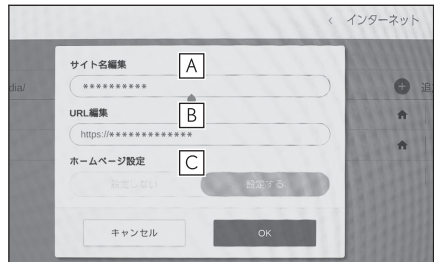 < インターネット
サイト名編集 A
**********
dia/
追
URL編集 B
https://*************
ホームページ設定 C
設定しない 設定する
キャンセル OK